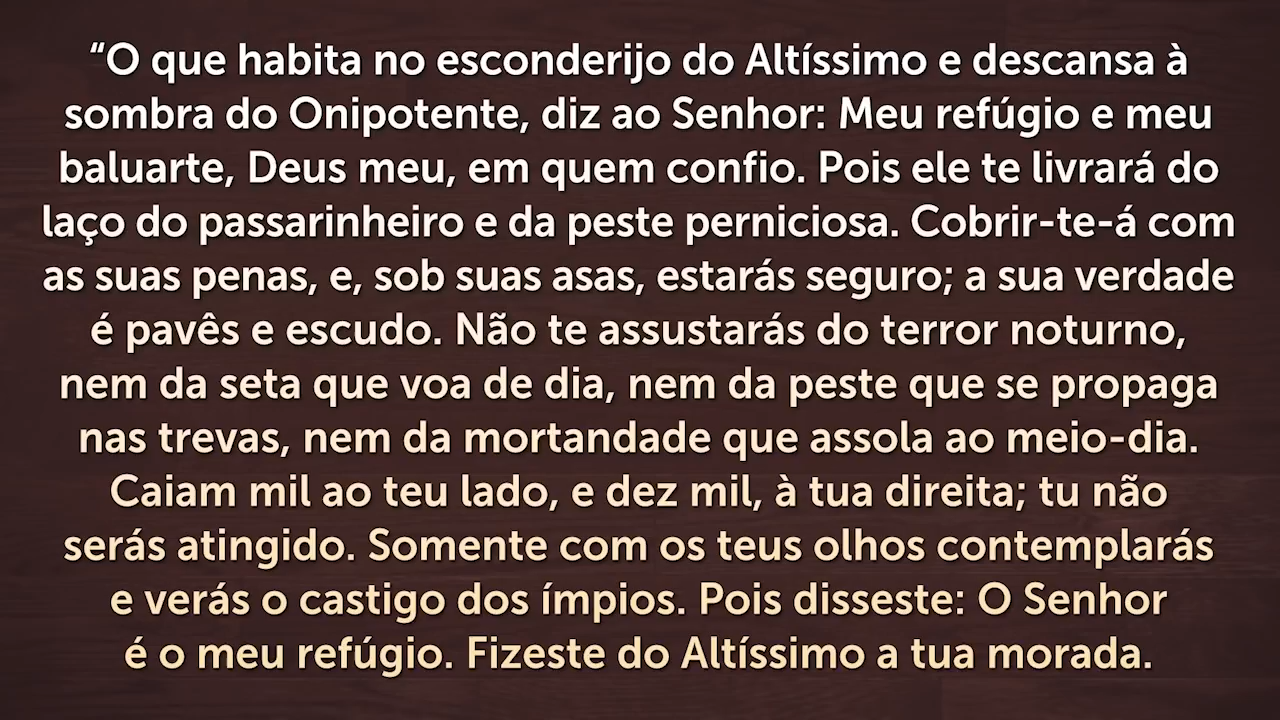 “O que habita no esconderijo do Altíssimo e descansa à
sombra do Onipotente, diz ao Senhor: Meu refúgio e meu
baluarte, Deus meu, em quem confio. Pois ele te livrará do
laço do passarinheiro e da peste perniciosa. Cobrir-te-á com
as suas penas, e, sob suas asas, estarás seguro; a sua verdade
é pavês e escudo. Não te assustarás do terror noturno,
nem da seta que voa de dia, nem da peste que se propaga
nas trevas, nem da mortandade que assola ao meio-dia.
Caiam mil ao teu lado, e dez mil, à tua direita; tu não
serás atingido. Somente com os teus olhos contemplarás
e verás o castigo dos ímpios. Pois disseste: O Senhor
é o meu refúgio. Fizeste do Altíssimo a tua morada.